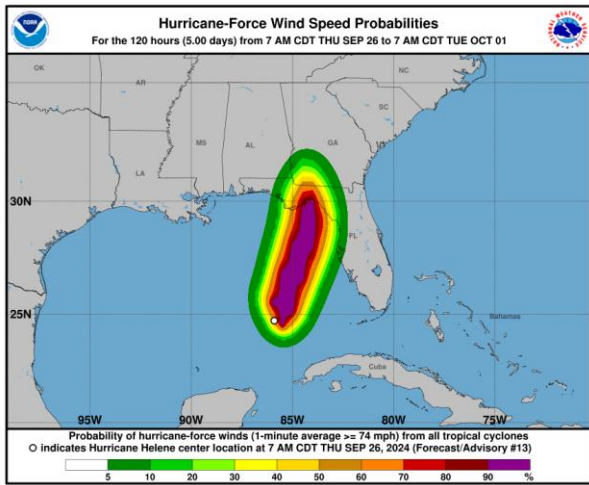 Hurricane-Force Wind Speed Probabilities
For the 120 hours (5.00 days) from 7 AM CDT THU SEP 26 to 7 AM CDT TUE OCT 01
NOAA
OK
AR
NC
SC
MS
AL
GA
LA
FL
30N
25N
Bahamas
Cuba
95W 90W 85W 80W 75W
Probability of hurricane-force winds (1-minute average >= 74 mph) from all tropical cyclones
O indicates Hurricane Helene center location at 7 AM CDT THU SEP 26, 2024 (Forecast/Advisory #13)
5 10 20 30 40 50 60 70 80 90 %